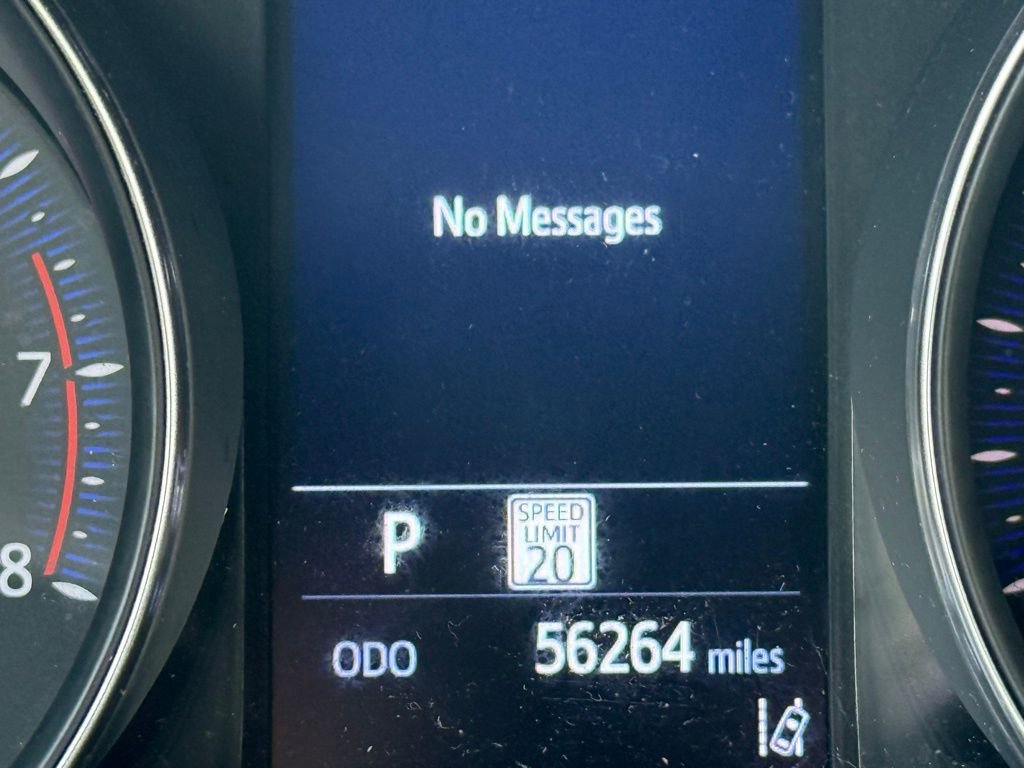 No Messages
7
P
SPEED
LIMIT
20
8
ODO 56264 miles